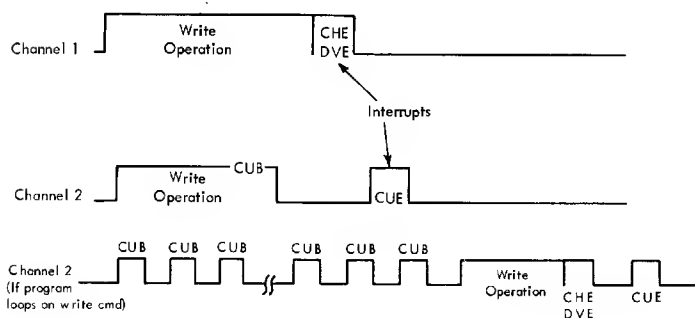 Channel 1
Write
Operation
CHE
DVE
Interrupts
Channel 2
Write
Operation
CUB
CUE
CUB CUB CUB CUB CUB CUB
Channel 2
(If program
loops on write cmd)
Write
Operation
CHE
DVE
CUE